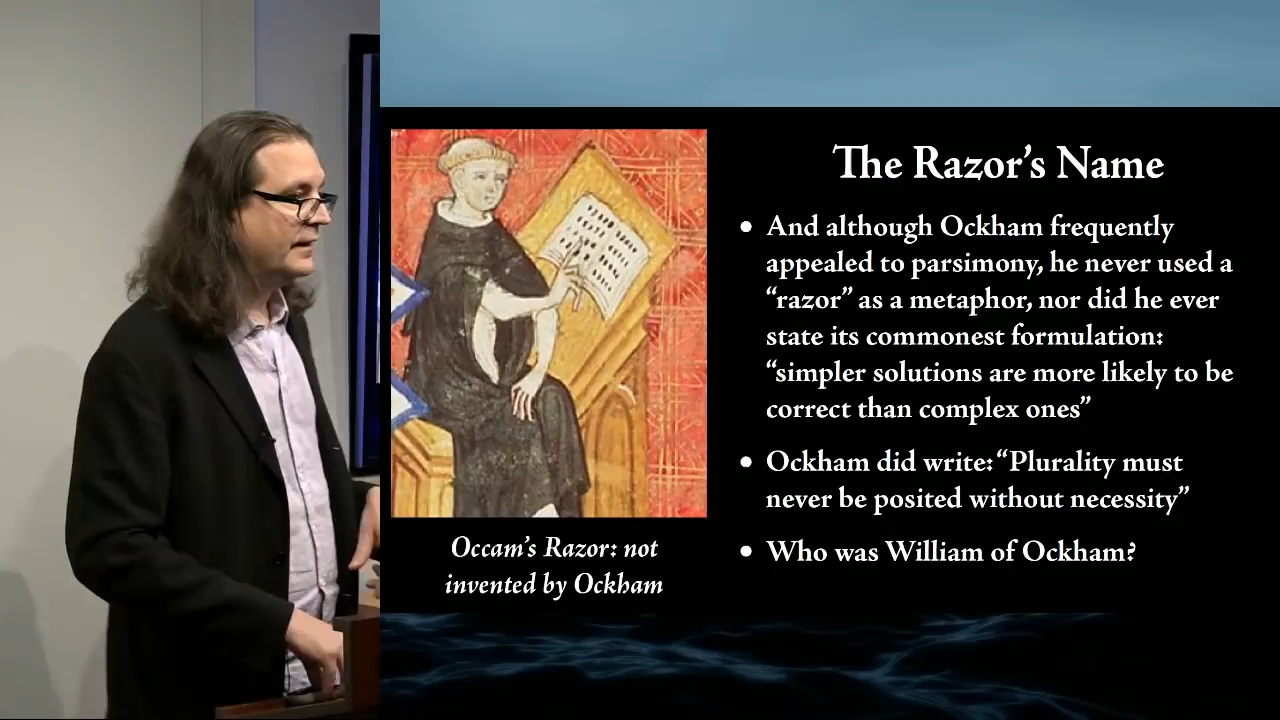 The Razor's Name
• And although Ockham frequently
appealed to parsimony, he never used a
“razor” as a metaphor, nor did he ever
state its commonest formulation:
“simpler solutions are more likely to be
correct than complex ones”
• Ockham did write: “Plurality must
never be posited without necessity”
• Who was William of Ockham?
Occam's Razor: not
invented by Ockham